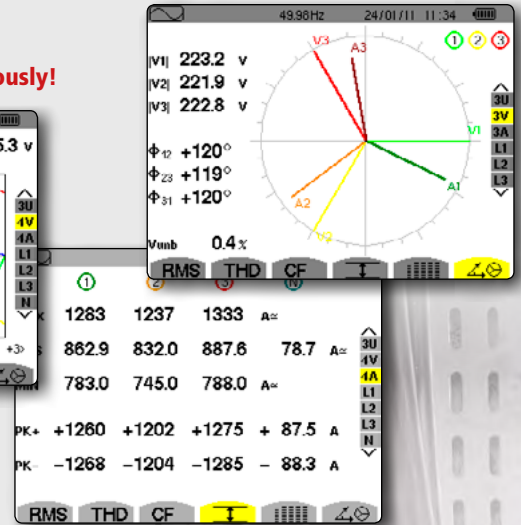 ously!
49.98Hz 24/01/11 11:34
|V1| 223.2 v
|V2| 221.9 v
|V3| 222.8 v
Φ12 +120°
Φ23 +119°
Φ31 +120°
Vunb 0.4%
V3
A3
V1
A1
A2
V2
1 2 3
3U
3V
3A
L1
L2
L3
RMS THD CF
5.3 v
3U
4V
4A
L1
L2
L3
N
+3>
1 2 3 N
1283 1237 1333 A≃
862.9 832.0 887.6 78.7 A≃
MIN 783.0 745.0 788.0 A≃
PK+ +1260 +1202 +1275 + 87.5 A
PK- -1268 -1204 -1285 - 88.3 A
3U
4V
4A
L1
L2
L3
N
RMS THD CF